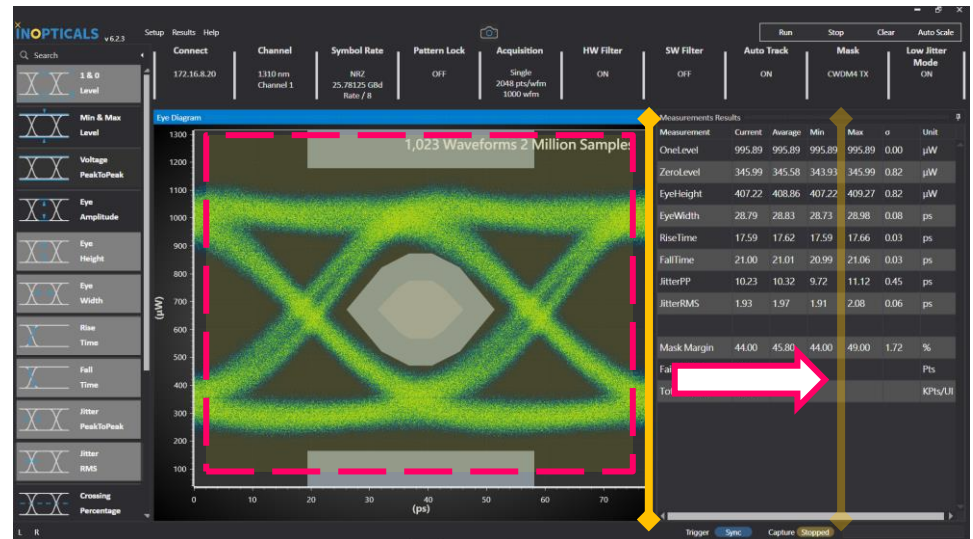 INOPTICALS v 6.2.3
Setup Results Help
Run Stop Clear Auto Scale
Search
Connect Channel Symbol Rate Pattern Lock Acquisition HW Filter SW Filter Auto Track Mask Low Jitter
Mode
172.16.8.20 1310 nm NRZ OFF Single ON OFF ON CWDM4 TX ON
Channel 1 25.78125 GBd 2048 pts/wfm
Rate / 8 1000 wfm
1 & 0
Level
Min & Max
Level
Voltage
PeakToPeak
Eye
Amplitude
Eye
Height
Eye
Width
Rise
Time
Fall
Time
Jitter
PeakToPeak
Jitter
RMS
Crossing
Percentage
Eye Diagram
1,023 Waveforms 2 Million Samples
1300
1200
1100
1000
900
800
700
600
500
400
300
200
100
(µW)
0 10 20 30 40 50 60 70
(ps)
Measurements Results
Measurement Current Average Min Max σ Unit
OneLevel 995.89 995.89 995.89 995.89 0.00 µW
ZeroLevel 345.99 345.58 343.93 345.99 0.82 µW
EyeHeight 407.22 408.86 407.22 409.27 0.82 µW
EyeWidth 28.79 28.83 28.73 28.98 0.08 ps
RiseTime 17.59 17.62 17.59 17.66 0.03 ps
FallTime 21.00 21.01 20.99 21.06 0.03 ps
JitterPP 10.23 10.32 9.72 11.12 0.45 ps
JitterRMS 1.93 1.97 1.91 2.08 0.06 ps
Mask Margin 44.00 45.80 44.00 49.00 1.72 %
Pts
KPts/UI
L R
Trigger Sync Capture Stopped